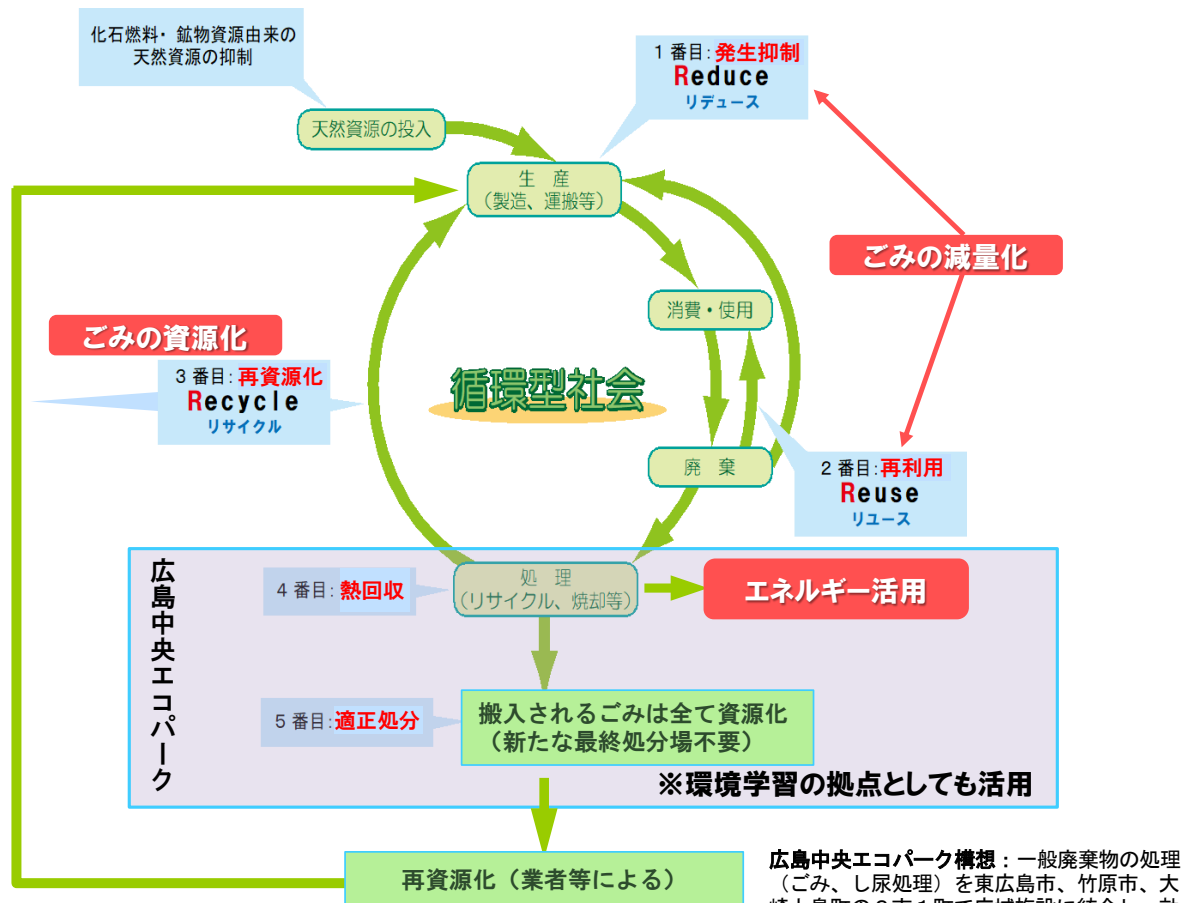 化石燃料・鉱物資源由来の
天然資源の抑制
1番目：発生抑制
Reduce
リデュース
天然資源の投入
生　産
（製造、運搬等）
ごみの減量化
消費・使用
ごみの資源化
3番目：再資源化
Recycle
リサイクル
循環型社会
廃　棄
2番目：再利用
Reuse
リユース
広島中央エコパーク
4番目：熱回収
処　理
（リサイクル、焼却等）
エネルギー活用
5番目：適正処分
搬入されるごみは全て資源化
（新たな最終処分場不要）
※環境学習の拠点としても活用
再資源化（業者等による）
広島中央エコパーク構想：一般廃棄物の処理
（ごみ、し尿処理）を東広島市、竹原市、大